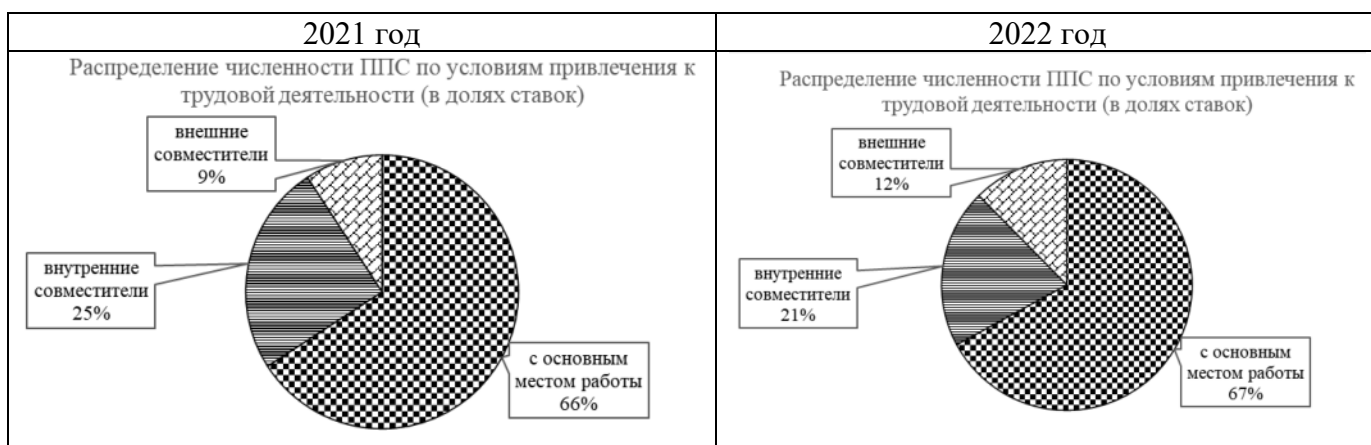 2021 год
2022 год
Распределение численности ППС по условиям привлечения к
трудовой деятельности (в долях ставок)
внешние
совместители
9%
внутренние
совместители
25%
с основным
местом работы
66%
Распределение численности ППС по условиям привлечения к
трудовой деятельности (в долях ставок)
внешние
совместители
12%
внутренние
совместители
21%
с основным
местом работы
67%